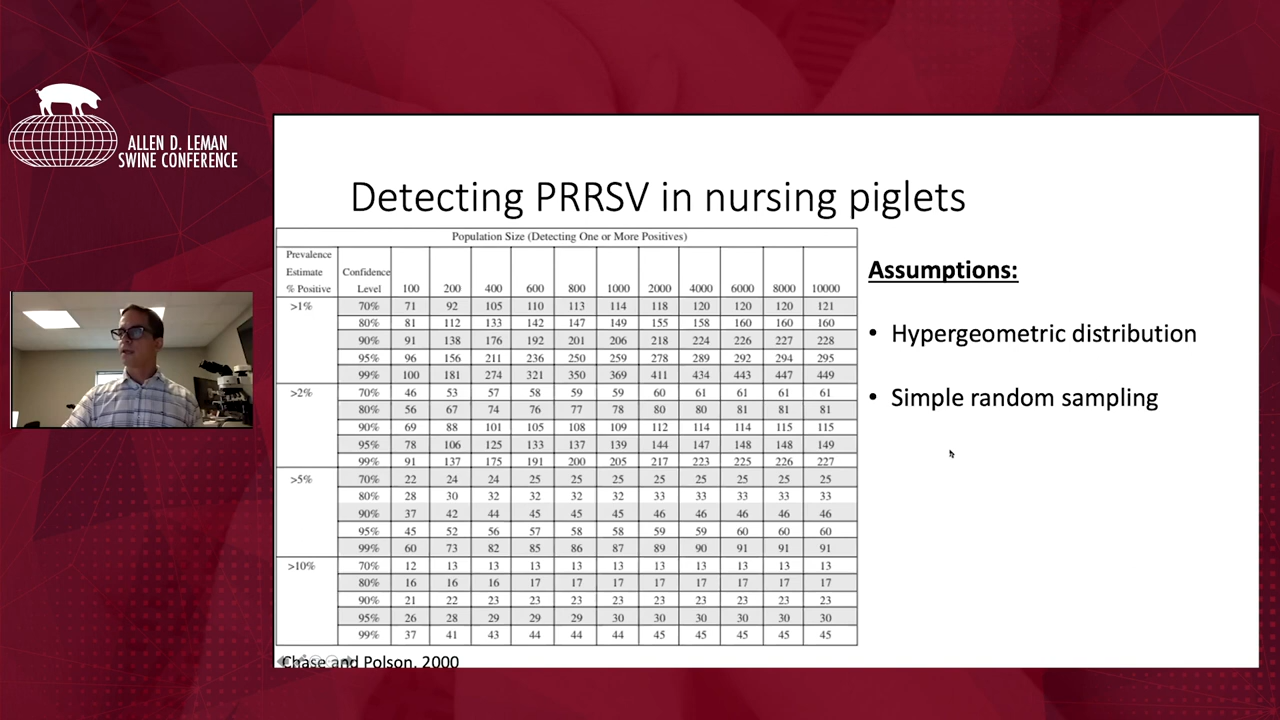 ALLEN D. LEMAN
SWINE CONFERENCE
Detecting PRRSV in nursing piglets
Population Size (Detecting One or More Positives)
Prevalence
Estimate Confidence
% Positive Level 100 200 400 600 800 1000 2000 4000 6000 8000 10000
>1% 70% 71 92 105 110 113 114 118 120 120 120 121
80% 81 112 133 142 147 149 155 158 160 160 160
90% 91 138 176 192 201 206 218 224 226 227 228
95% 96 156 211 236 250 259 278 289 292 294 295
99% 100 181 274 321 350 369 411 434 443 447 449
>2% 70% 46 53 57 58 59 59 60 61 61 61 61
80% 56 67 74 76 77 78 80 80 81 81 81
90% 69 88 101 105 108 109 112 114 114 115 115
95% 78 106 125 133 137 139 144 147 148 148 149
99% 91 137 175 191 200 205 217 223 225 226 227
>5% 70% 22 24 24 25 25 25 25 25 25 25 25
80% 28 30 32 32 32 32 33 33 33 33 33
90% 37 42 44 45 45 45 46 46 46 46 46
95% 45 52 56 57 58 58 59 59 60 60 60
99% 60 73 82 85 86 87 89 90 91 91 91
>10% 70% 12 13 13 13 13 13 13 13 13 13 13
80% 16 16 16 17 17 17 17 17 17 17 17
90% 21 22 23 23 23 23 23 23 23 23 23
95% 26 28 29 29 29 30 30 30 30 30 30
99% 37 41 43 44 44 44 45 45 45 45 45
Assumptions:
• Hypergeometric distribution
• Simple random sampling
Chase and Polson, 2000